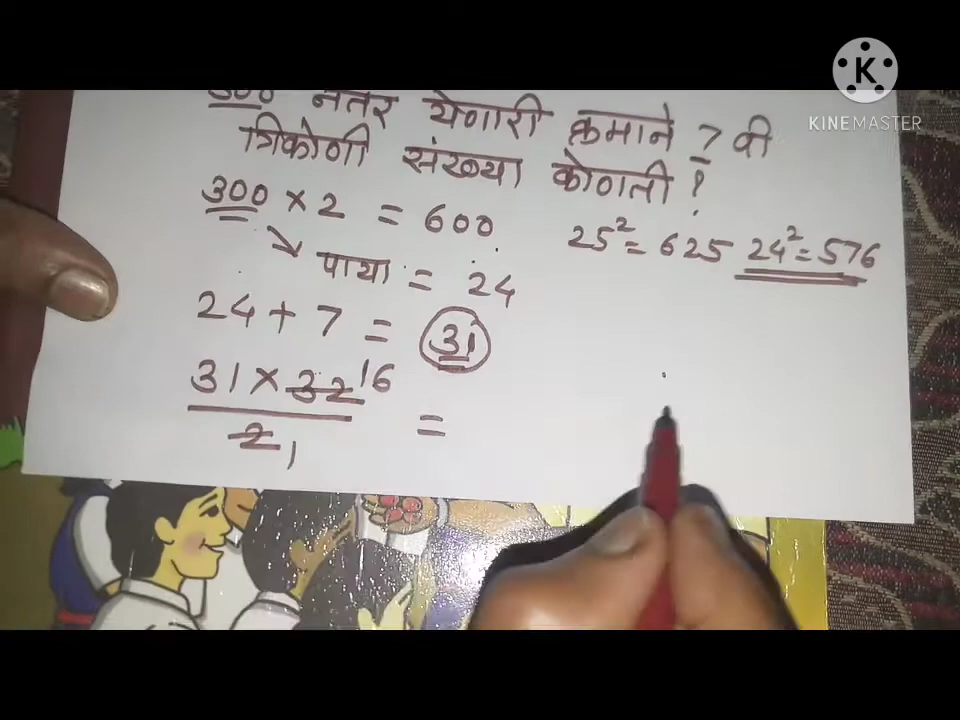 K
KINEMASTER
300 नंतर येणारी क्रमाने 7 वी
त्रिकोणी संख्या कोणती ?
300 × 2 = 600
25² = 625 24² = 576
पाया = 24
24 + 7 = 31
31 × 32 16
2 1 =